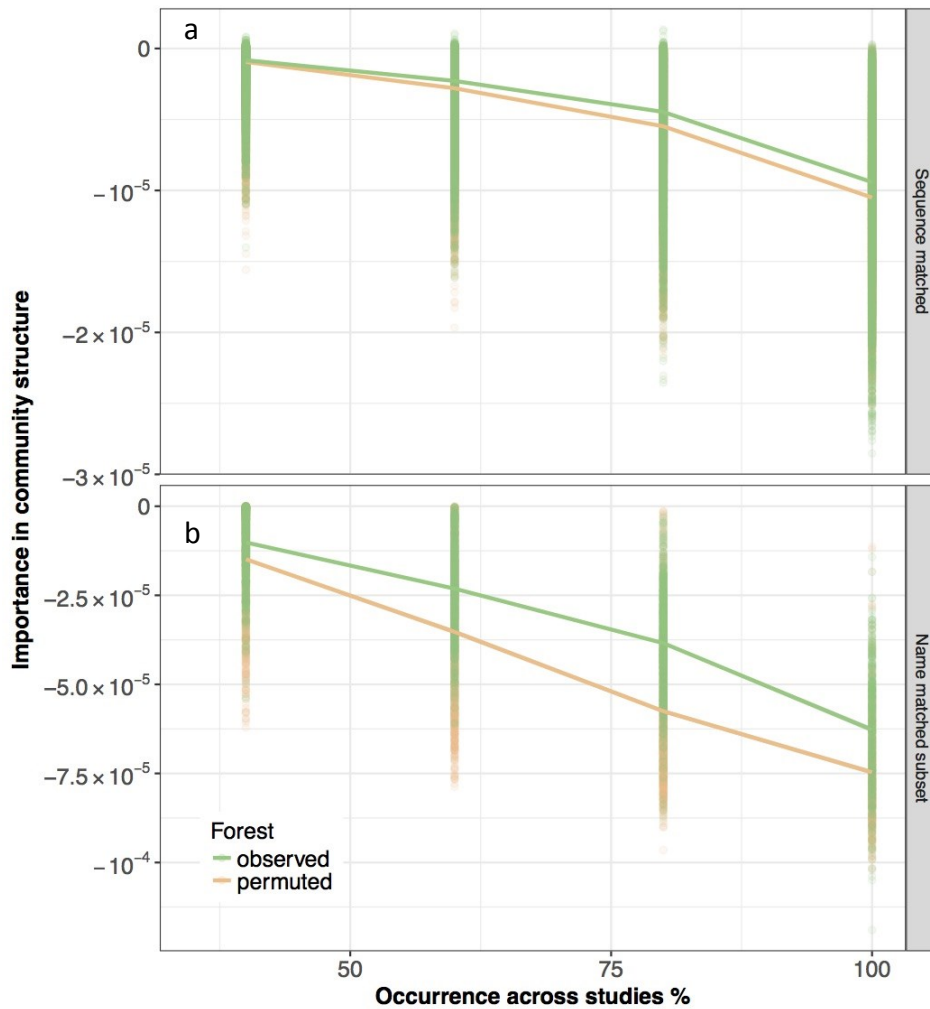 a
0
−10⁻⁵
−2 × 10⁻⁵
−3 × 10⁻⁵
Sequence matched
Importance in community structure
b
0
−2.5 × 10⁻⁵
−5.0 × 10⁻⁵
−7.5 × 10⁻⁵
−10⁻⁴
Name matched subset
Forest
observed
permuted
50
75
100
Occurrence across studies %